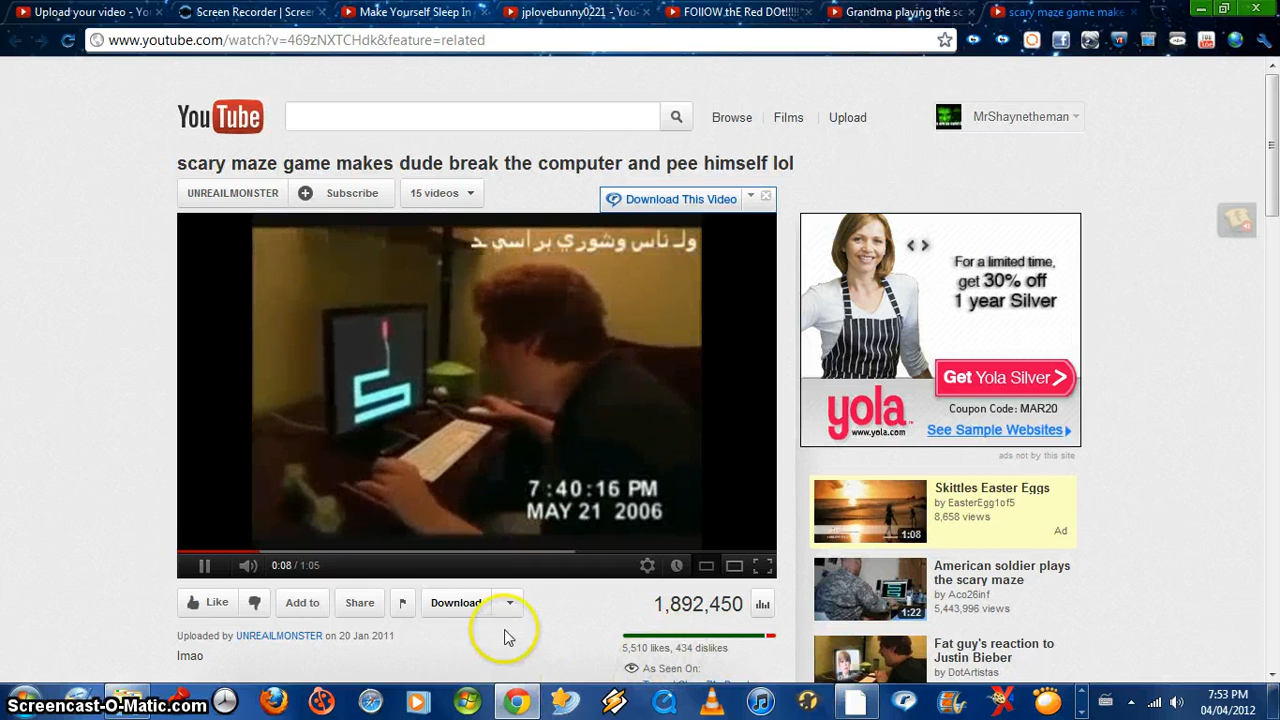 Upload your video - Yo
Screen Recorder | Scree
Make Yourself Sleep In
jplovebunny0221 - You
FOllOW thE Red DOt!!!!!
Grandma playing the sc
scary maze game make
www.youtube.com/watch?v=469zNXTCHdk&feature=related
YouTube
Browse
Films
Upload
MrShaynetheman
scary maze game makes dude break the computer and pee himself lol
UNREAILMONSTER
Subscribe
15 videos
Download This Video
ولـ ناس وشوري براسي
7:40:16 PM
MAY 21 2006
0:08 / 1:05
Like
Add to
Share
Download
1,892,450
Uploaded by UNREAILMONSTER on 20 Jan 2011
5,510 likes, 434 dislikes
lmao
As Seen On:
For a limited time,
get 30% off
1 year Silver
Get Yola Silver
yola
www.yola.com
Coupon Code: MAR20
See Sample Websites
ads not by this site
Skittles Easter Eggs
by EasterEgg1of5
8,658 views
Ad
1:08
American soldier plays
the scary maze
by Aco26inf
5,443,996 views
1:22
Fat guy's reaction to
Justin Bieber
by DotArtistas
Screencast-O-Matic.com
7:53 PM
04/04/2012